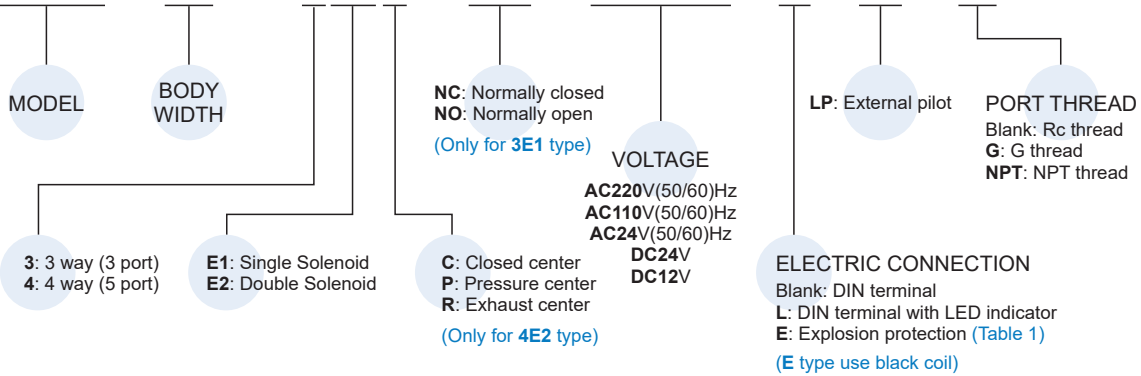 MODEL
BODY
WIDTH
NC: Normally closed
NO: Normally open
(Only for 3E1 type)
VOLTAGE
AC220V(50/60)Hz
AC110V(50/60)Hz
AC24V(50/60)Hz
DC24V
DC12V
LP: External pilot
PORT THREAD
Blank: Rc thread
G: G thread
NPT: NPT thread
3: 3 way (3 port)
4: 4 way (5 port)
E1: Single Solenoid
E2: Double Solenoid
C: Closed center
P: Pressure center
R: Exhaust center
(Only for 4E2 type)
ELECTRIC CONNECTION
Blank: DIN terminal
L: DIN terminal with LED indicator
E: Explosion protection (Table 1)
(E type use black coil)